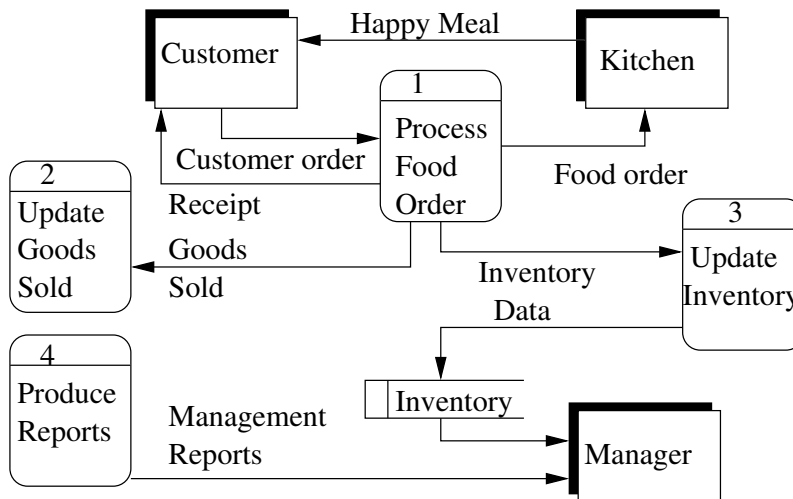 Happy Meal
Customer
Kitchen
1
Process
Food
Order
Customer order
Food order
Receipt
2
Update
Goods
Sold
Goods
Sold
3
Update
Inventory
Inventory
Data
4
Produce
Reports
Inventory
Management
Reports
Manager